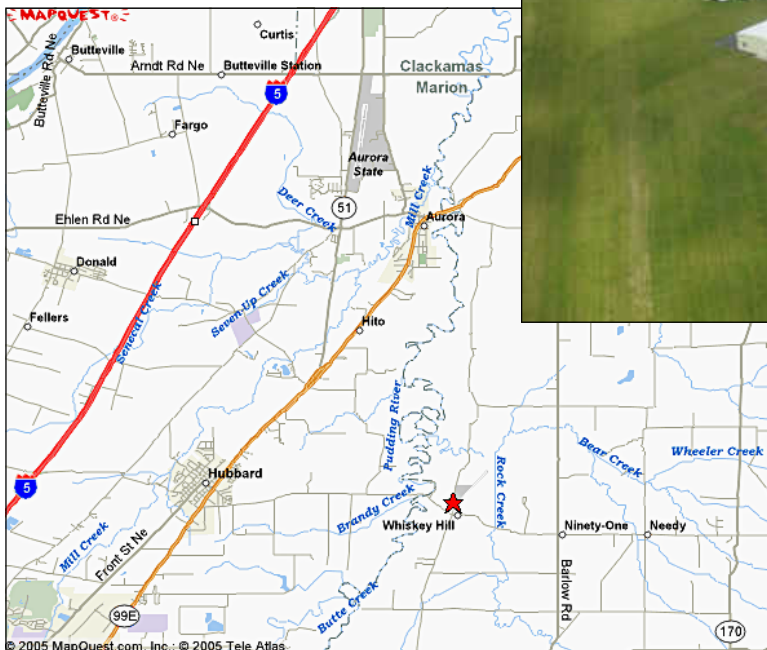 MAPQUEST®
Curtis
Butteville
Butteville Rd Ne
Arndt Rd Ne
Butteville Station
Clackamas
Marion
5
Fargo
Aurora
State
Deer Creek
51
Mill Creek
Aurora
Ehlen Rd Ne
Donald
Senecal Creek
Seven-Up Creek
Fellers
Hito
Pudding River
Hubbard
5
Brandy Creek
Rock Creek
Bear Creek
Wheeler Creek
Whiskey Hill
Ninety-One
Needy
Mill Creek
Front St Ne
Butte Creek
Barlow Rd
99E
170
© 2005 MapQuest.com, Inc.; © 2005 Tele Atlas